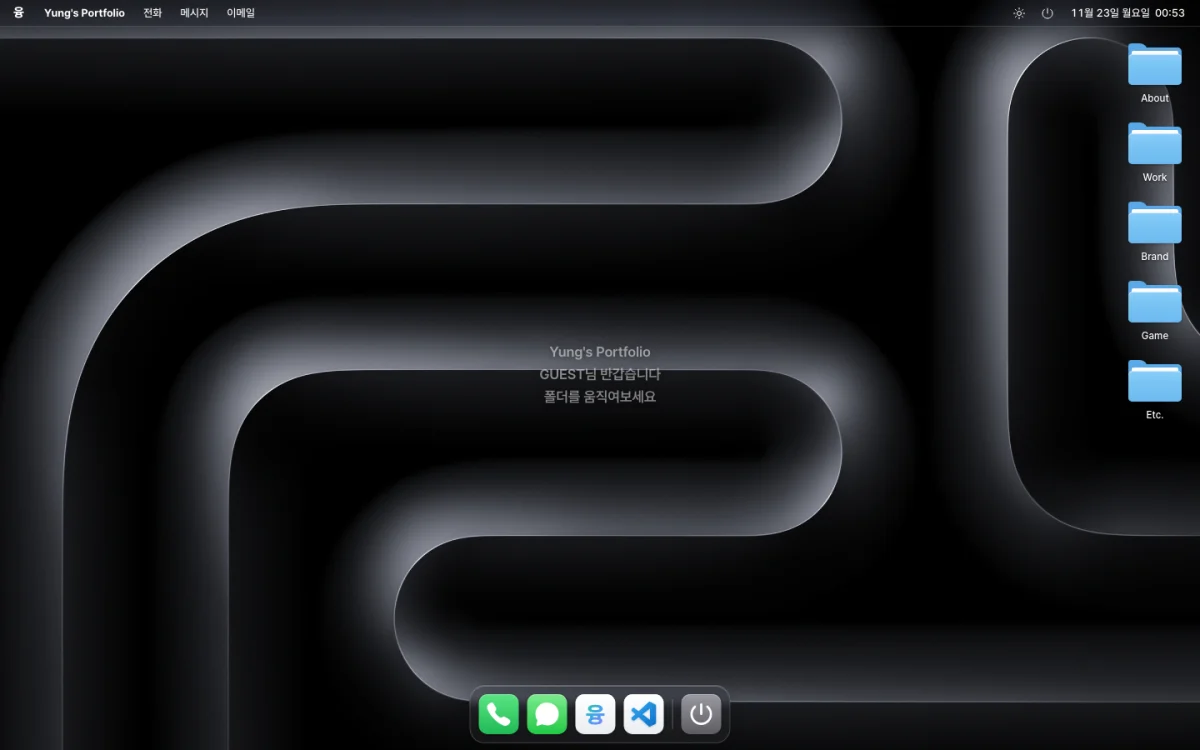 융
Yung's Portfolio
전화
메시지
이메일
11월 23일 월요일 00:53
About
Work
Brand
Game
Etc.
Yung's Portfolio
GUEST님 반갑습니다
폴더를 움직여보세요
융